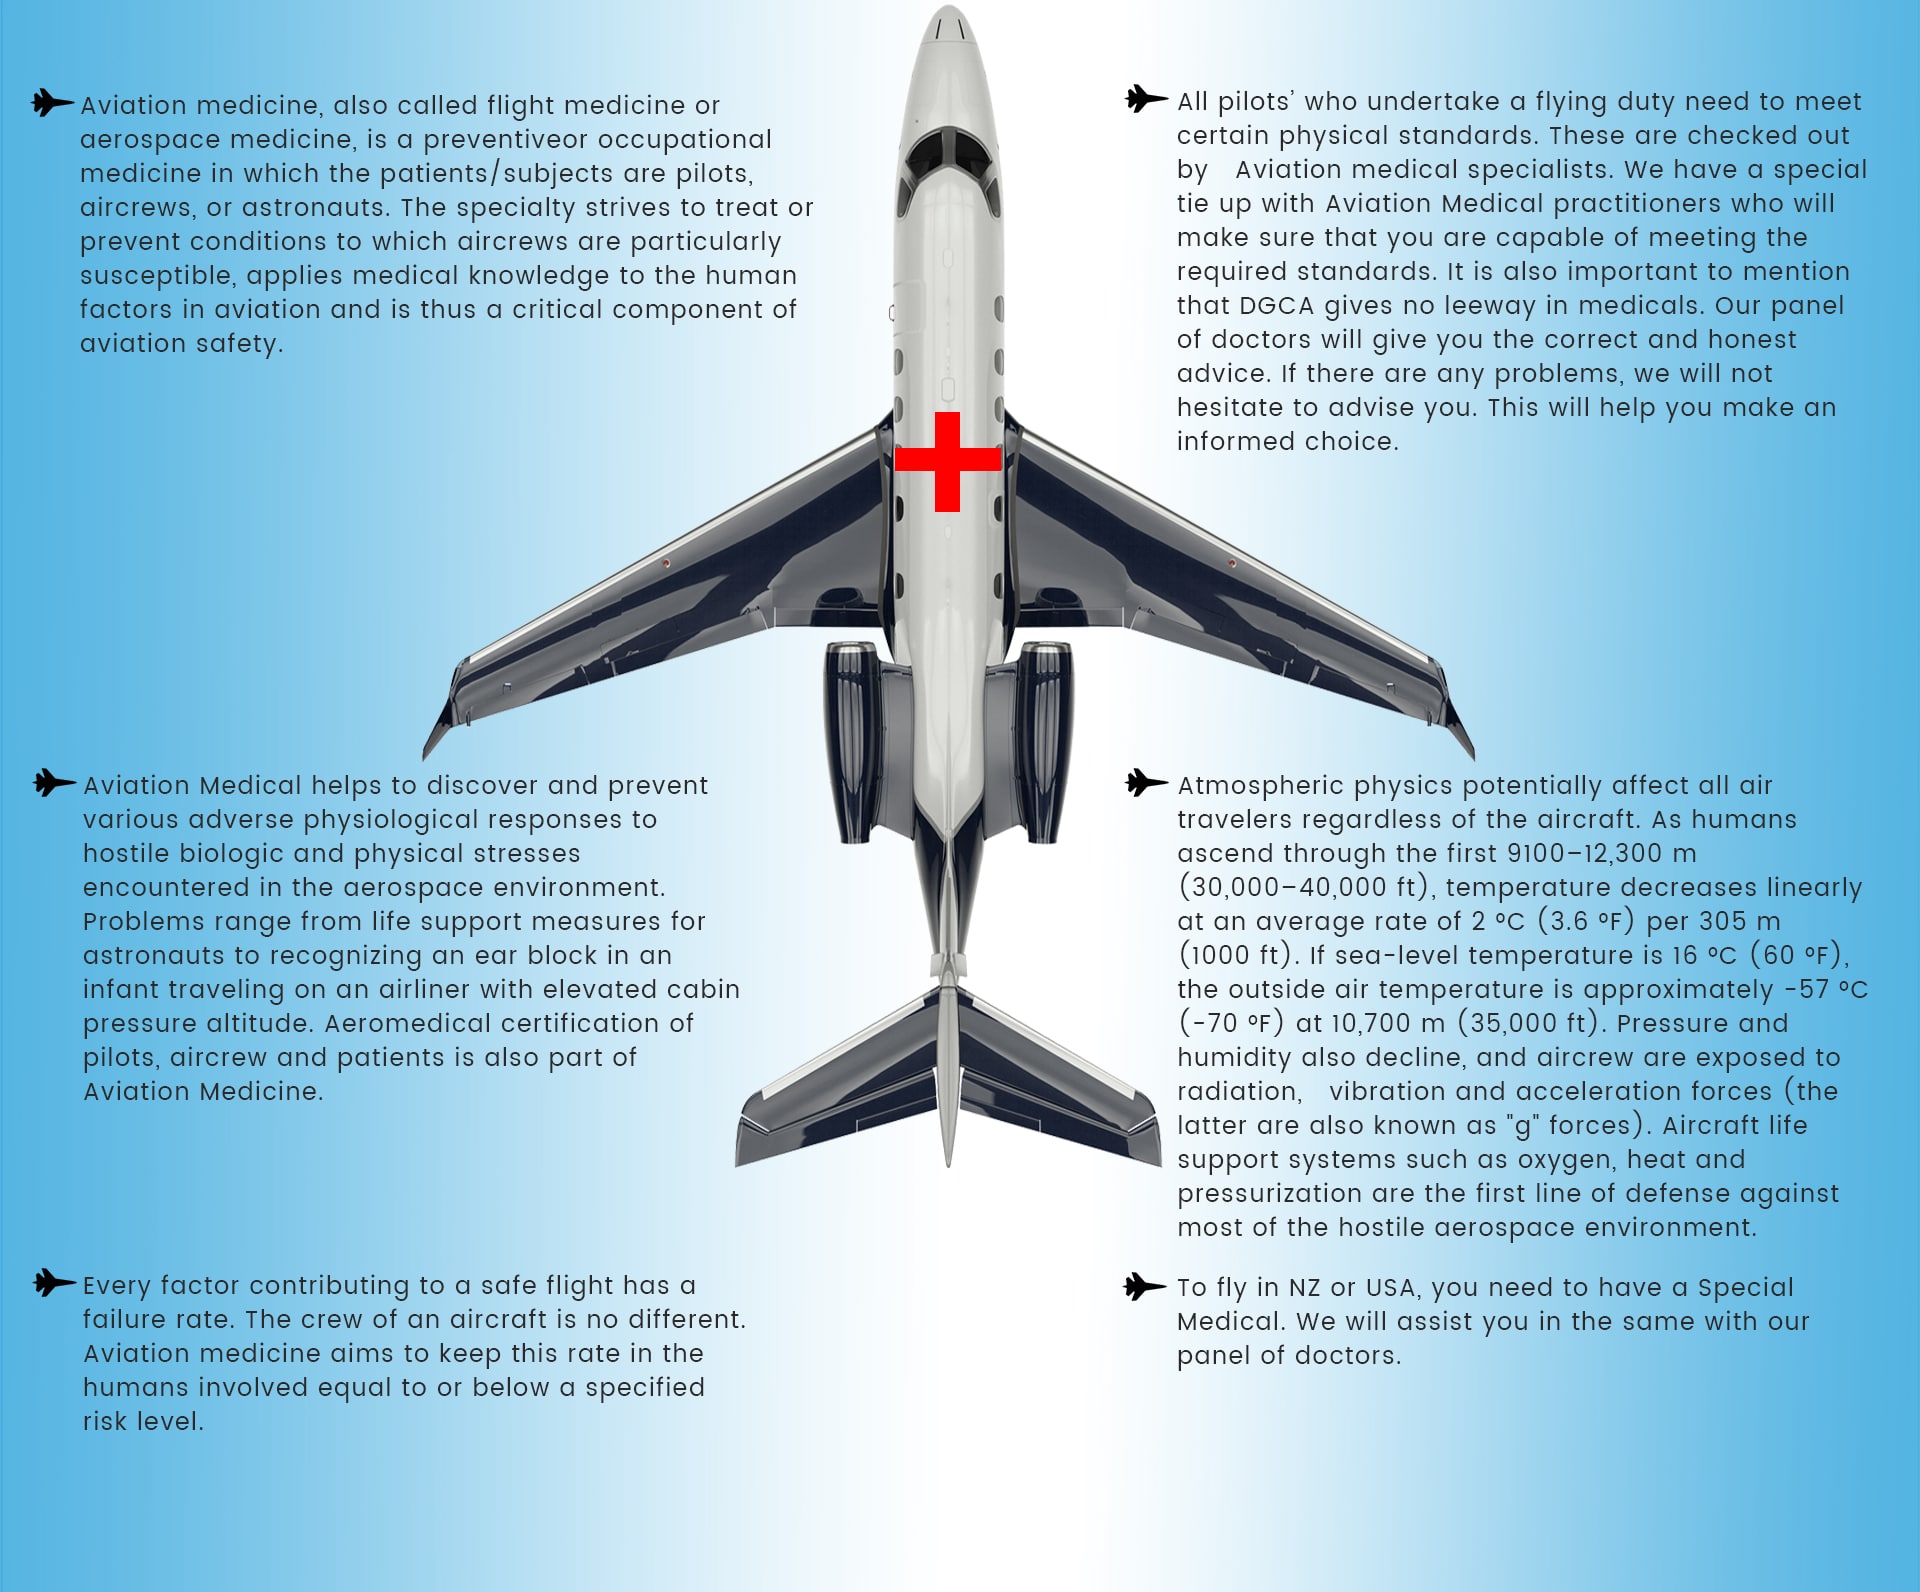 Aviation medicine, also called flight medicine or
aerospace medicine, is a preventiveor occupational
medicine in which the patients/subjects are pilots,
aircrews, or astronauts. The specialty strives to treat or
prevent conditions to which aircrews are particularly
susceptible, applies medical knowledge to the human
factors in aviation and is thus a critical component of
aviation safety.
Aviation Medical helps to discover and prevent
various adverse physiological responses to
hostile biologic and physical stresses
encountered in the aerospace environment.
Problems range from life support measures for
astronauts to recognizing an ear block in an
infant traveling on an airliner with elevated cabin
pressure altitude. Aeromedical certification of
pilots, aircrew and patients is also part of
Aviation Medicine.
Every factor contributing to a safe flight has a
failure rate. The crew of an aircraft is no different.
Aviation medicine aims to keep this rate in the
humans involved equal to or below a specified
risk level.
All pilots’ who undertake a flying duty need to meet
certain physical standards. These are checked out
by Aviation medical specialists. We have a special
tie up with Aviation Medical practitioners who will
make sure that you are capable of meeting the
required standards. It is also important to mention
that DGCA gives no leeway in medicals. Our panel
of doctors will give you the correct and honest
advice. If there are any problems, we will not
hesitate to advise you. This will help you make an
informed choice.
Atmospheric physics potentially affect all air
travelers regardless of the aircraft. As humans
ascend through the first 9100–12,300 m
(30,000–40,000 ft), temperature decreases linearly
at an average rate of 2 °C (3.6 °F) per 305 m
(1000 ft). If sea-level temperature is 16 °C (60 °F),
the outside air temperature is approximately -57 °C
(-70 °F) at 10,700 m (35,000 ft). Pressure and
humidity also decline, and aircrew are exposed to
radiation, vibration and acceleration forces (the
latter are also known as "g" forces). Aircraft life
support systems such as oxygen, heat and
pressurization are the first line of defense against
most of the hostile aerospace environment.
To fly in NZ or USA, you need to have a Special
Medical. We will assist you in the same with our
panel of doctors.